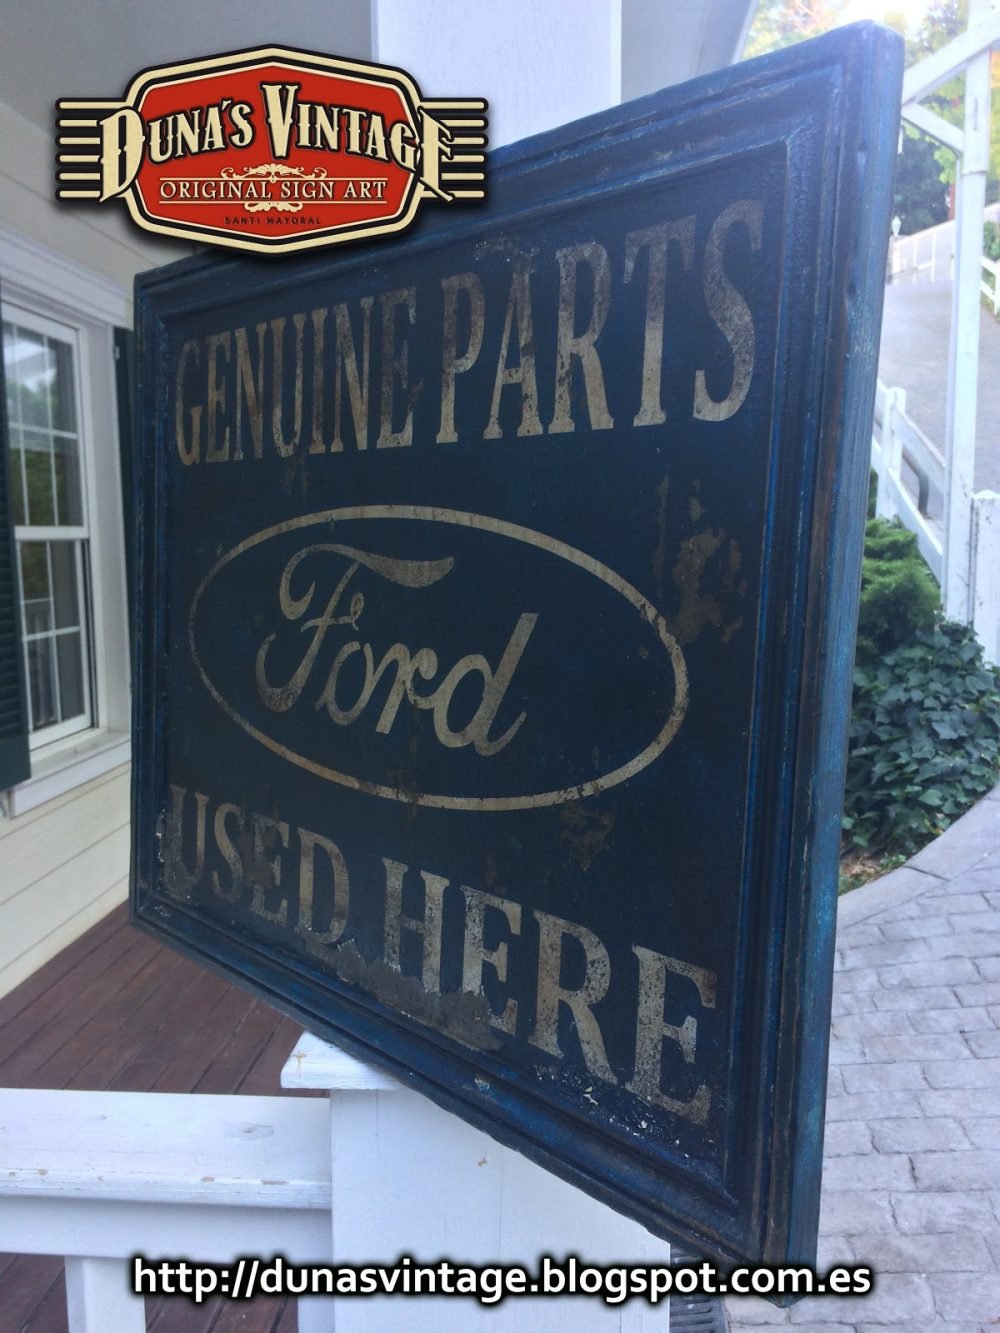 DUNA´S VINTAGE
ORIGINAL SIGN ART
SANTI MAYORAL
GENUINE PARTS
Ford
USED HERE
http://dunasvintage.blogspot.com.es